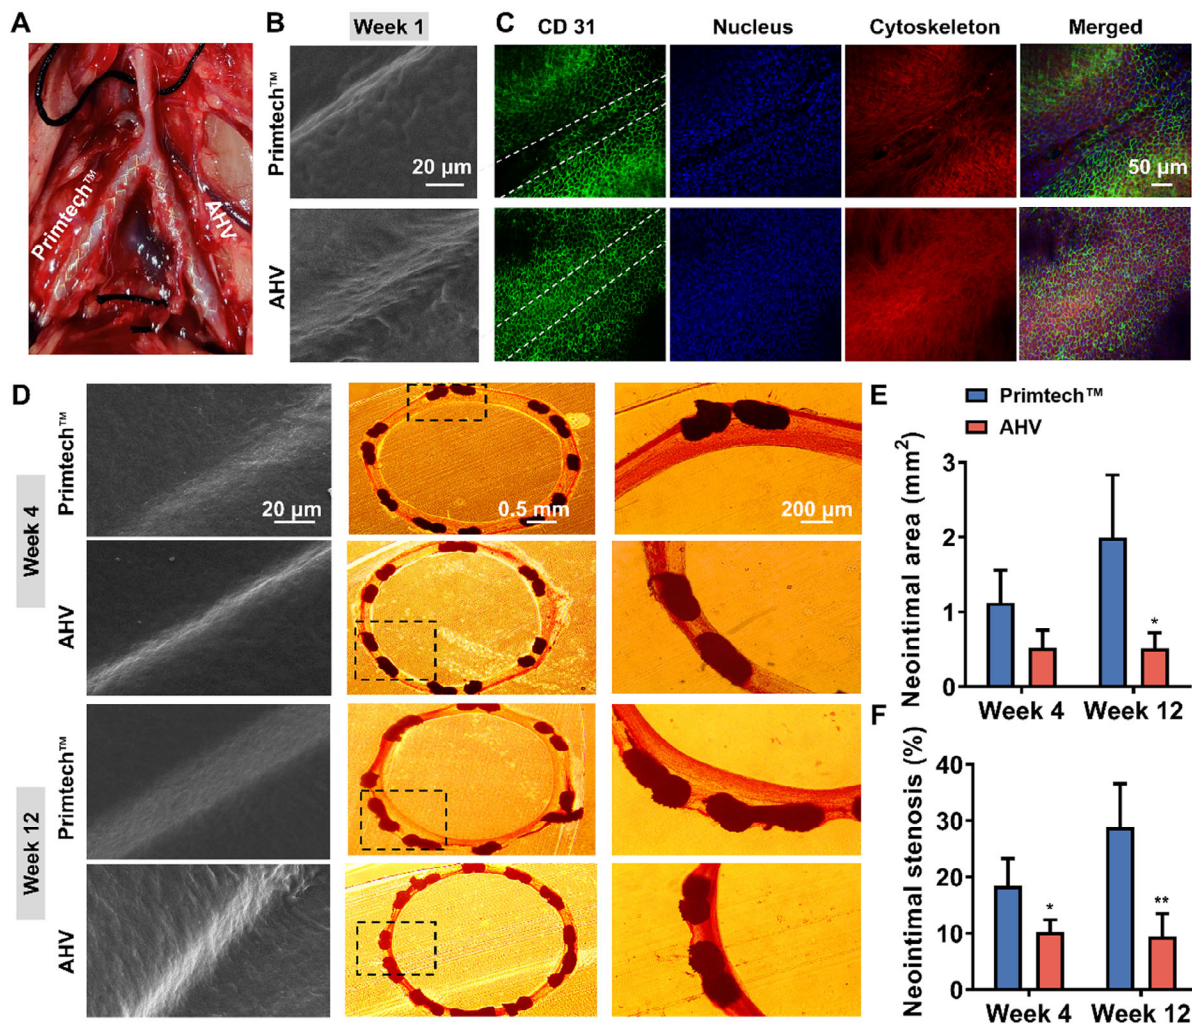 A
Primtech™
AHV
B
Week 1
Primtech™
20 µm
AHV
C
CD 31
Nucleus
Cytoskeleton
Merged
50 µm
D
Week 4
Primtech™
20 µm
0.5 mm
200 µm
AHV
Week 12
Primtech™
AHV
E
Primtech™
AHV
Neointimal area (mm²)
3
2
1
0
*
Week 4
Week 12
F
Neointimal stenosis (%)
40
30
20
10
0
*
**
Week 4
Week 12